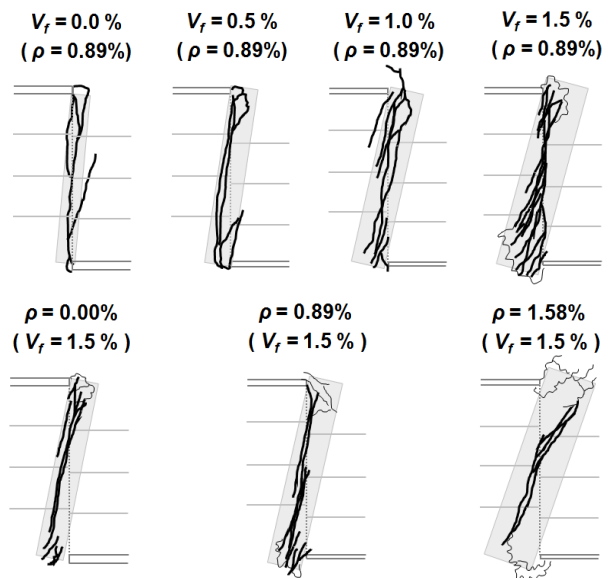 V_f = 0.0 %
( ρ = 0.89%)
V_f = 0.5 %
( ρ = 0.89%)
V_f = 1.0 %
( ρ = 0.89%)
V_f = 1.5 %
( ρ = 0.89%)
ρ = 0.00%
( V_f = 1.5 % )
ρ = 0.89%
( V_f = 1.5 % )
ρ = 1.58%
( V_f = 1.5 % )